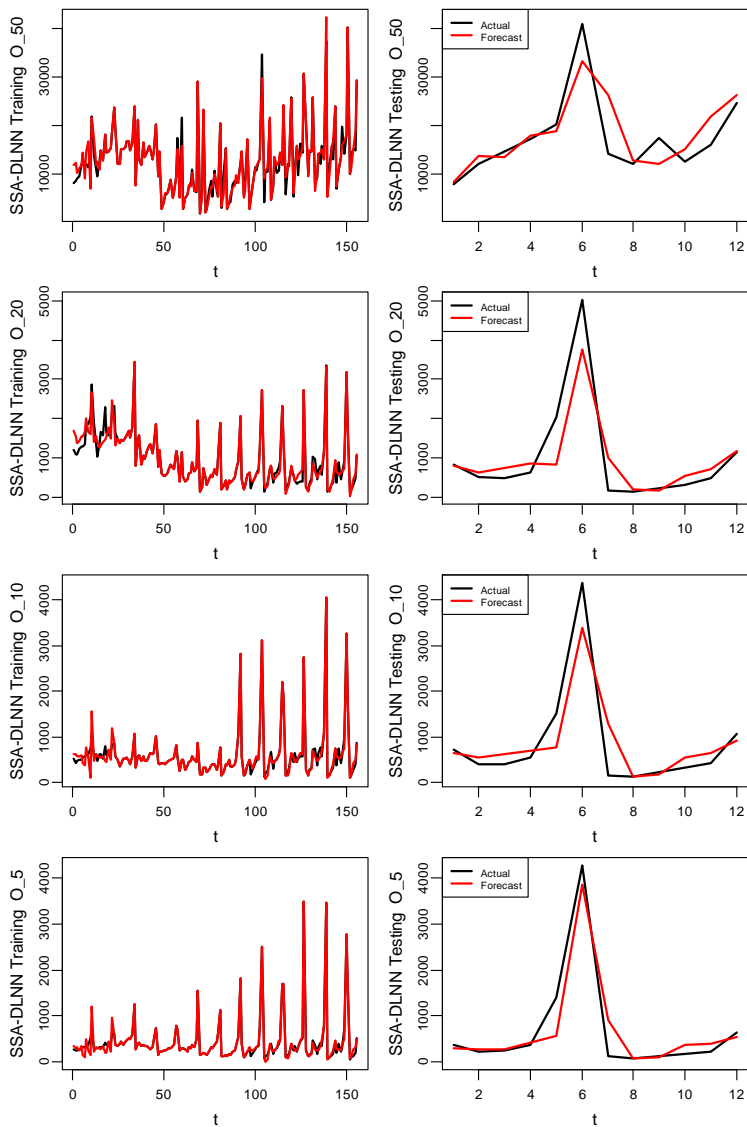 SSA-DLNN Training O_50
10000 30000
0 50 100 150
t
SSA-DLNN Testing O_50
10000 30000
Actual
Forecast
2 4 6 8 10 12
t
SSA-DLNN Training O_20
0 1000 3000 5000
0 50 100 150
t
SSA-DLNN Testing O_20
0 1000 3000 5000
Actual
Forecast
2 4 6 8 10 12
t
SSA-DLNN Training O_10
0 1000 2000 3000 4000
0 50 100 150
t
SSA-DLNN Testing O_10
0 1000 2000 3000 4000
Actual
Forecast
2 4 6 8 10 12
t
SSA-DLNN Training O_5
0 1000 2000 3000 4000
0 50 100 150
t
SSA-DLNN Testing O_5
0 1000 2000 3000 4000
Actual
Forecast
2 4 6 8 10 12
t